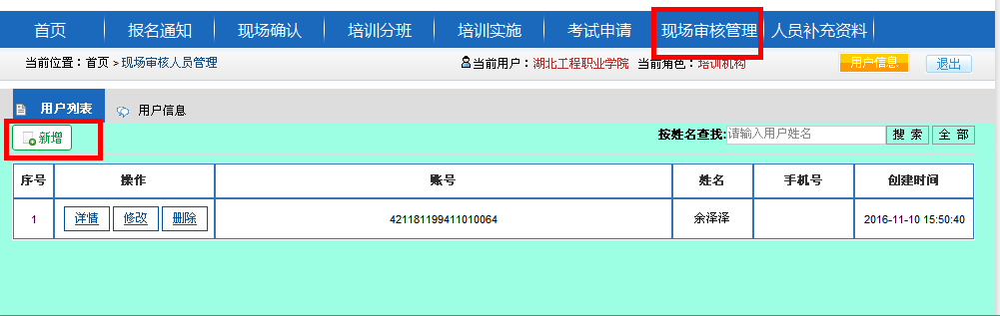 首页 报名通知 现场确认 培训分班 培训实施 考试申请 现场审核管理 人员补充资料
当前位置：首页 >现场审核人员管理 当前用户：湖北工程职业学院 当前角色：培训机构 用户信息 退出
用户列表 用户信息
新增 按姓名查找:请输入用户姓名 搜 索 全 部
序号 操作 账号 姓名 手机号 创建时间
1 详情 修改 删除 421181199411010064 余泽泽 2016-11-10 15:50:40